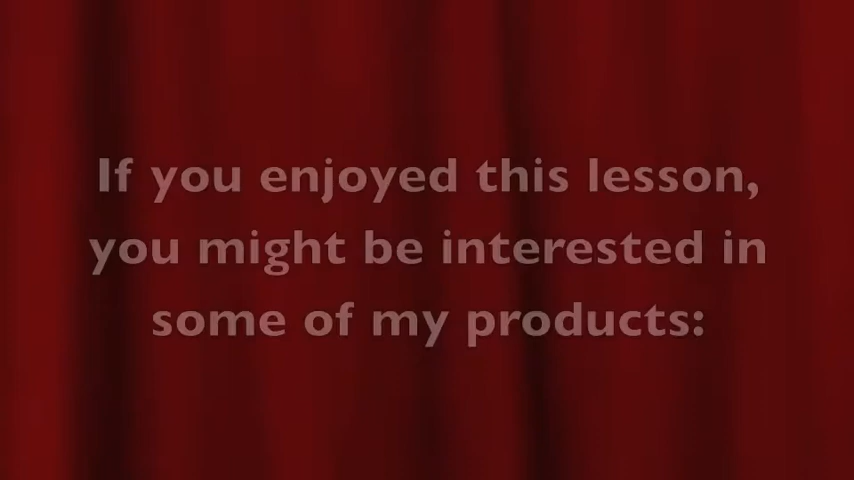 If you enjoyed this lesson,
you might be interested in
some of my products: